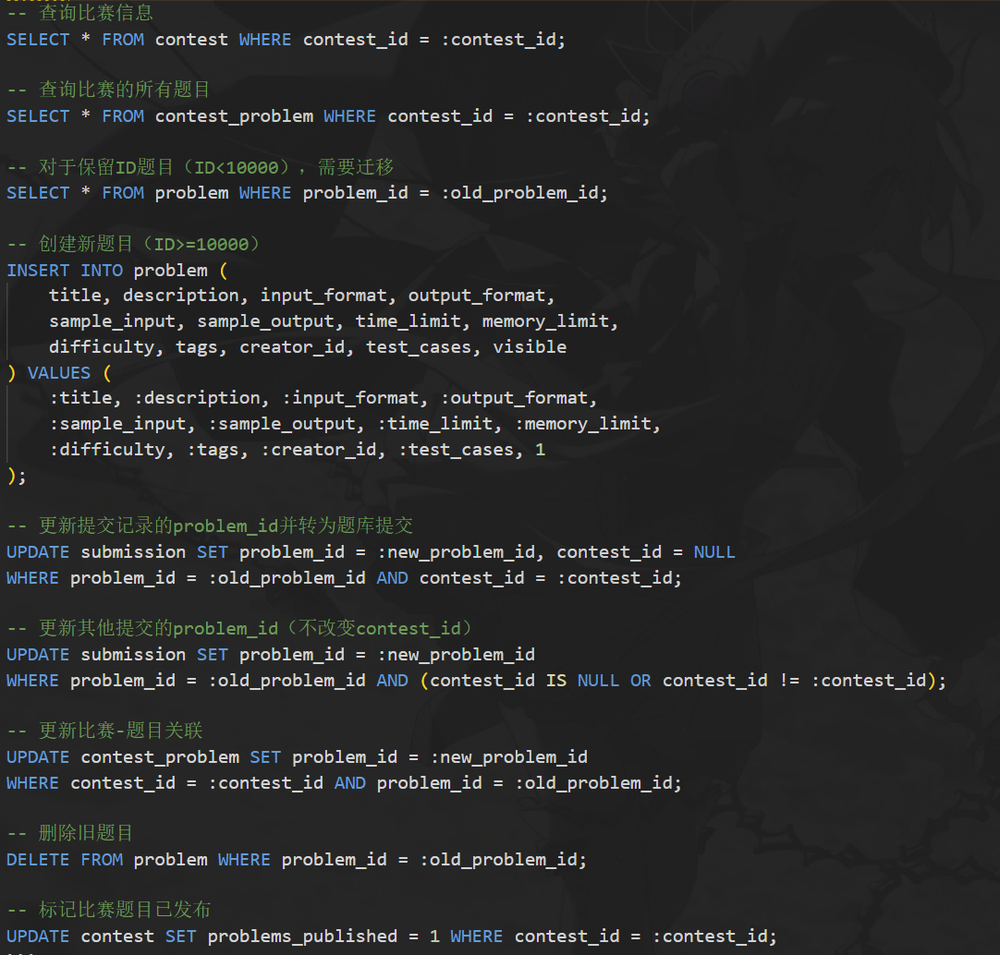 -- 查询比赛信息
SELECT * FROM contest WHERE contest_id = :contest_id;
-- 查询比赛的所有题目
SELECT * FROM contest_problem WHERE contest_id = :contest_id;
-- 对于保留ID题目（ID<10000），需要迁移
SELECT * FROM problem WHERE problem_id = :old_problem_id;
-- 创建新题目（ID>=10000）
INSERT INTO problem (
    title, description, input_format, output_format,
    sample_input, sample_output, time_limit, memory_limit,
    difficulty, tags, creator_id, test_cases, visible
) VALUES (
    :title, :description, :input_format, :output_format,
    :sample_input, :sample_output, :time_limit, :memory_limit,
    :difficulty, :tags, :creator_id, :test_cases, 1
);
-- 更新提交记录的problem_id并转为题库提交
UPDATE submission SET problem_id = :new_problem_id, contest_id = NULL
WHERE problem_id = :old_problem_id AND contest_id = :contest_id;
-- 更新其他提交的problem_id（不改变contest_id）
UPDATE submission SET problem_id = :new_problem_id
WHERE problem_id = :old_problem_id AND (contest_id IS NULL OR contest_id != :contest_id);
-- 更新比赛-题目关联
UPDATE contest_problem SET problem_id = :new_problem_id
WHERE contest_id = :contest_id AND problem_id = :old_problem_id;
-- 删除旧题目
DELETE FROM problem WHERE problem_id = :old_problem_id;
-- 标记比赛题目已发布
UPDATE contest SET problems_published = 1 WHERE contest_id = :contest_id;